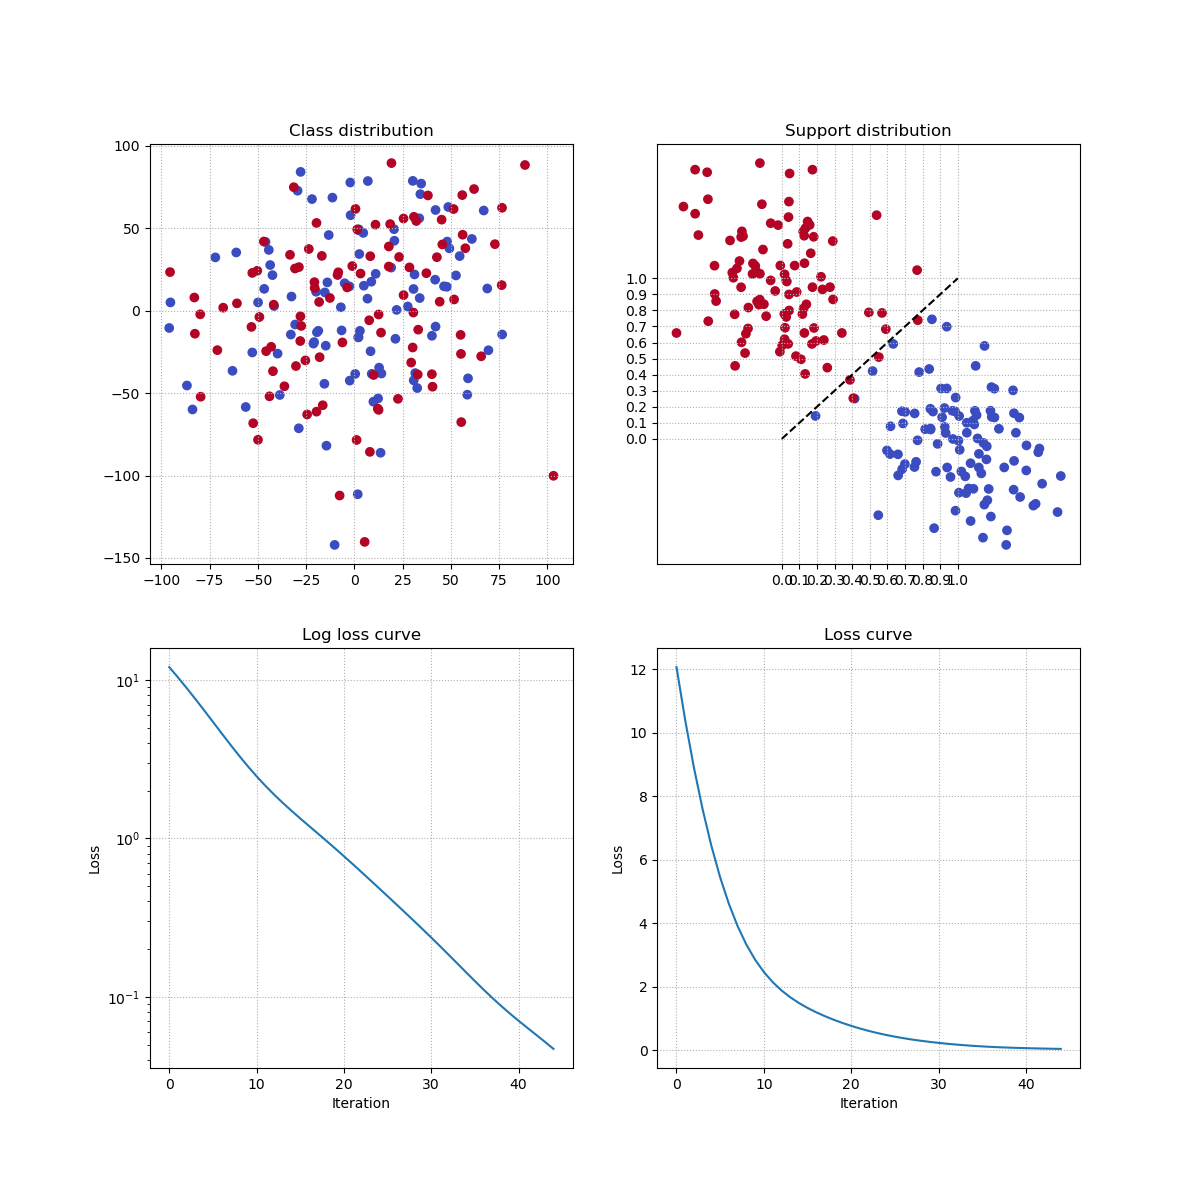 Class distribution
100
50
0
−50
−100
−150
−100 −75 −50 −25 0 25 50 75 100
Support distribution
1.0
0.9
0.8
0.7
0.6
0.5
0.4
0.3
0.2
0.1
0.0
0.0 0.1 0.2 0.3 0.4 0.5 0.6 0.7 0.8 0.9 1.0
Log loss curve
10¹
10⁰
10⁻¹
Loss
0 10 20 30 40
Iteration
Loss curve
12
10
8
6
4
2
0
Loss
0 10 20 30 40
Iteration